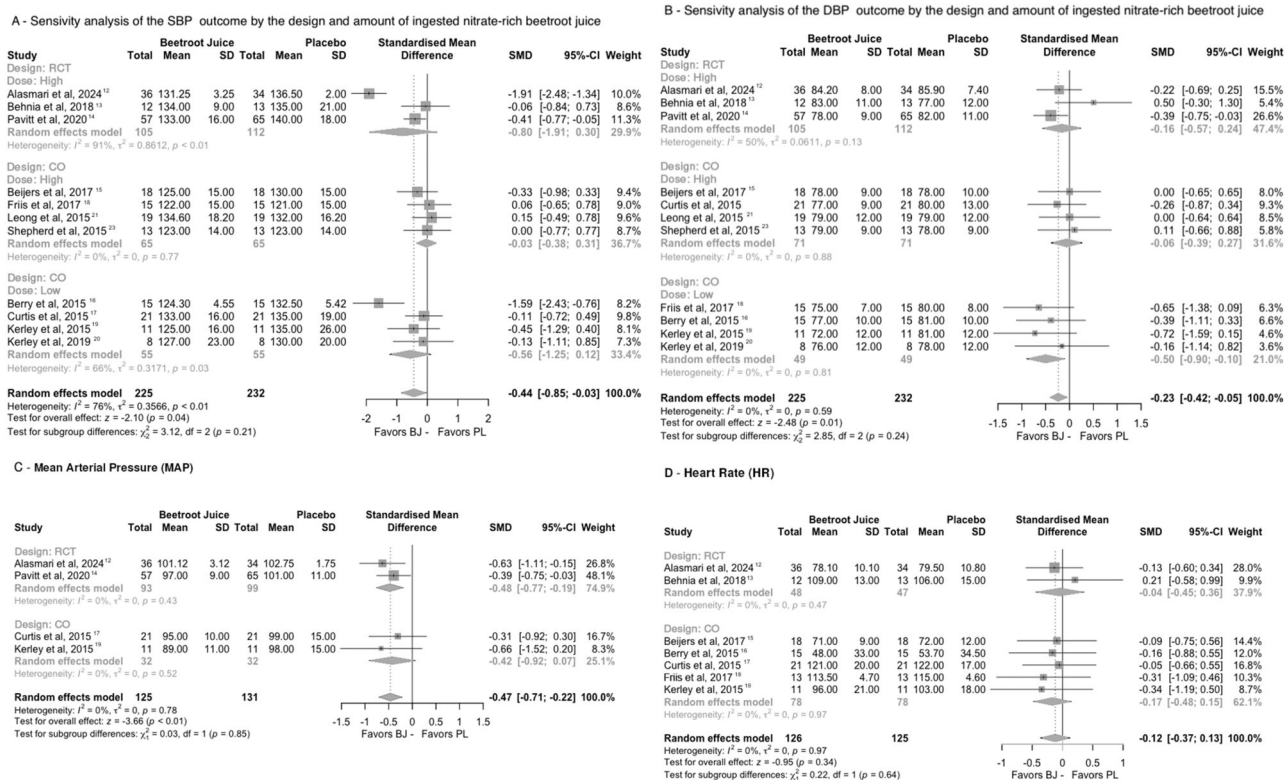 A - Sensivity analysis of the SBP outcome by the design and amount of ingested nitrate-rich beetroot juice
Beetroot Juice Placebo Standardised Mean
Study Total Mean SD Total Mean SD Difference SMD 95%-CI Weight
Design: RCT
Dose: High
Alasmari et al, 2024 12 36 131.25 3.25 34 136.50 2.00 -1.91 [-2.48; -1.34] 10.0%
Behnia et al, 2018 13 12 134.00 9.00 13 135.00 21.00 -0.06 [-0.84; 0.73] 8.5%
Pavitt et al, 2020 14 57 133.00 16.00 65 140.00 18.00 -0.41 [-0.77; -0.05] 11.3%
Random effects model 105 112 -0.80 [-1.91; 0.30] 29.9%
Heterogeneity: I² = 91%, τ² = 0.8612, p < 0.01
Design: CO
Dose: High
Beijers et al, 2017 15 18 125.00 15.00 18 130.00 15.00 -0.33 [-0.98; 0.33] 9.4%
Friis et al, 2017 18 15 122.00 15.00 15 121.00 15.00 0.06 [-0.65; 0.78] 9.0%
Leong et al, 2015 21 19 134.60 18.20 19 132.00 16.20 0.15 [-0.49; 0.78] 9.5%
Shepherd et al, 2015 23 13 123.00 14.00 13 123.00 14.00 0.00 [-0.77; 0.77] 8.6%
Random effects model 65 65 -0.03 [-0.38; 0.31] 36.7%
Heterogeneity: I² = 0%, τ² = 0, p = 0.77
Design: CO
Dose: Low
Berry et al, 2015 16 15 124.30 4.55 15 132.50 5.42 -1.59 [-2.43; -0.76] 8.2%
Curtis et al, 2015 17 21 133.00 16.00 21 135.00 19.00 -0.11 [-0.72; 0.49] 9.8%
Kerley et al, 2015 19 11 125.00 16.00 11 135.00 26.00 -0.45 [-1.29; 0.40] 8.1%
Kerley et al, 2019 20 8 127.00 23.00 8 130.00 20.00 -0.13 [-1.11; 0.85] 7.3%
Random effects model 55 55 -0.56 [-1.25; 0.12] 33.4%
Heterogeneity: I² = 66%, τ² = 0.3171, p = 0.03
Random effects model 225 232 -0.44 [-0.85; -0.03] 100.0%
Heterogeneity: I² = 76%, τ² = 0.3566, p < 0.01
Test for overall effect: z = -2.10 (p = 0.04)
Test for subgroup differences: χ²₂ = 3.12, df = 2 (p = 0.21)
-2 -1 0 1 2
Favors BJ - Favors PL
B - Sensivity analysis of the DBP outcome by the design and amount of ingested nitrate-rich beetroot juice
Beetroot Juice Placebo Standardised Mean
Study Total Mean SD Total Mean SD Difference SMD 95%-CI Weight
Design: RCT
Dose: High
Alasmari et al, 2024 12 36 84.20 8.00 34 85.90 7.40 -0.22 [-0.69; 0.25] 15.5%
Behnia et al, 2018 13 12 83.00 11.00 13 77.00 12.00 0.50 [-0.30; 1.30] 5.4%
Pavitt et al, 2020 14 57 78.00 9.00 65 82.00 11.00 -0.39 [-0.75; -0.03] 26.6%
Random effects model 105 112 -0.16 [-0.57; 0.24] 47.4%
Heterogeneity: I² = 50%, τ² = 0.0611, p = 0.13
Design: CO
Dose: High
Beijers et al, 2017 15 18 78.00 9.00 18 78.00 10.00 0.00 [-0.65; 0.65] 8.0%
Curtis et al, 2015 21 77.00 9.00 21 80.00 13.00 -0.26 [-0.87; 0.34] 9.3%
Leong et al, 2015 21 19 79.00 12.00 19 79.00 12.00 0.00 [-0.64; 0.64] 8.5%
Shepherd et al, 2015 23 13 79.00 9.00 13 78.00 9.00 0.11 [-0.66; 0.88] 5.8%
Random effects model 71 71 -0.06 [-0.39; 0.27] 31.6%
Heterogeneity: I² = 0%, τ² = 0, p = 0.88
Design: CO
Dose: Low
Friis et al, 2017 18 15 75.00 7.00 15 80.00 8.00 -0.65 [-1.38; 0.09] 6.3%
Berry et al, 2015 16 15 77.00 10.00 15 81.00 10.00 -0.39 [-1.11; 0.33] 6.6%
Kerley et al, 2015 19 11 72.00 12.00 11 81.00 12.00 -0.72 [-1.59; 0.15] 4.5%
Kerley et al, 2019 20 8 76.00 12.00 8 78.00 12.00 -0.16 [-1.14; 0.82] 3.6%
Random effects model 49 49 -0.50 [-0.90; -0.10] 21.0%
Heterogeneity: I² = 0%, τ² = 0, p = 0.81
Random effects model 225 232 -0.23 [-0.42; -0.05] 100.0%
Heterogeneity: I² = 0%, τ² = 0, p = 0.59
Test for overall effect: z = -2.48 (p = 0.01)
Test for subgroup differences: χ²₂ = 2.85, df = 2 (p = 0.24)
-1.5 -1 -0.5 0 0.5 1 1.5
Favors BJ - Favors PL
C - Mean Arterial Pressure (MAP)
Beetroot Juice Placebo Standardised Mean
Study Total Mean SD Total Mean SD Difference SMD 95%-CI Weight
Design: RCT
Alasmari et al, 2024 12 36 101.12 3.12 34 102.75 1.75 -0.63 [-1.11; -0.15] 26.8%
Pavitt et al, 2020 14 57 97.00 9.00 65 101.00 11.00 -0.39 [-0.75; -0.03] 48.1%
Random effects model 93 99 -0.48 [-0.77; -0.19] 74.9%
Heterogeneity: I² = 0%, τ² = 0, p = 0.43
Design: CO
Curtis et al, 2015 17 21 95.00 10.00 21 99.00 15.00 -0.31 [-0.92; 0.30] 16.7%
Kerley et al, 2015 19 11 89.00 11.00 11 98.00 15.00 -0.66 [-1.52; 0.20] 8.3%
Random effects model 32 32 -0.42 [-0.92; 0.07] 25.1%
Heterogeneity: I² = 0%, τ² = 0, p = 0.52
Random effects model 125 131 -0.47 [-0.71; -0.22] 100.0%
Heterogeneity: I² = 0%, τ² = 0, p = 0.78
Test for overall effect: z = -3.66 (p < 0.01)
Test for subgroup differences: χ²₁ = 0.03, df = 1 (p = 0.85)
-1.5 -1 -0.5 0 0.5 1 1.5
Favors BJ - Favors PL
D - Heart Rate (HR)
Beetroot Juice Placebo Standardised Mean
Study Total Mean SD Total Mean SD Difference SMD 95%-CI Weight
Design: RCT
Alasmari et al, 2024 12 36 78.10 10.10 34 79.50 10.80 -0.13 [-0.60; 0.34] 28.0%
Behnia et al, 2018 13 12 109.00 13.00 13 106.00 15.00 0.21 [-0.58; 0.99] 9.9%
Random effects model 48 47 -0.04 [-0.45; 0.36] 37.9%
Heterogeneity: I² = 0%, τ² = 0, p = 0.47
Design: CO
Beijers et al, 2017 15 18 71.00 9.00 18 72.00 12.00 -0.09 [-0.75; 0.56] 14.4%
Berry et al, 2015 16 15 48.00 33.00 15 53.70 34.50 -0.16 [-0.88; 0.55] 12.0%
Curtis et al, 2015 17 21 121.00 20.00 21 122.00 17.00 -0.05 [-0.66; 0.55] 16.8%
Friis et al, 2017 18 13 113.50 4.70 13 115.00 4.60 -0.31 [-1.09; 0.46] 10.3%
Kerley et al, 2015 19 11 96.00 21.00 11 103.00 18.00 -0.34 [-1.19; 0.50] 8.7%
Random effects model 78 78 -0.17 [-0.48; 0.15] 62.1%
Heterogeneity: I² = 0%, τ² = 0, p = 0.97
Random effects model 126 125 -0.12 [-0.37; 0.13] 100.0%
Heterogeneity: I² = 0%, τ² = 0, p = 0.97
Test for overall effect: z = -0.95 (p = 0.34)
Test for subgroup differences: χ²₁ = 0.22, df = 1 (p = 0.64)
-1 -0.5 0 0.5 1
Favors BJ - Favors PL